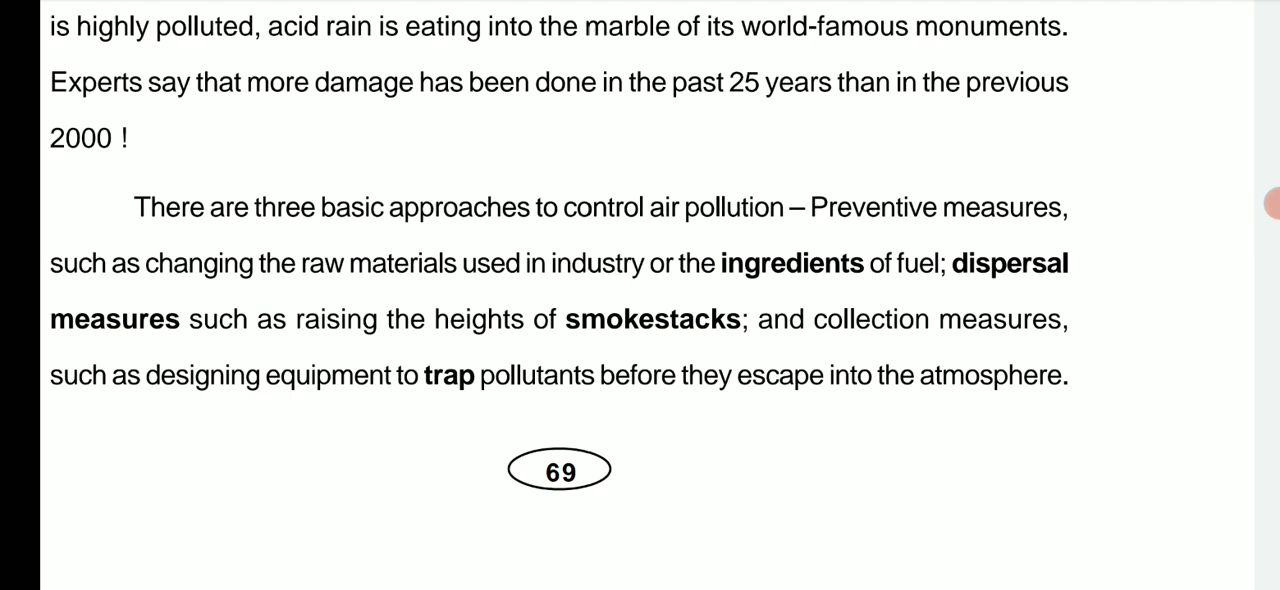 is highly polluted, acid rain is eating into the marble of its world-famous monuments.
Experts say that more damage has been done in the past 25 years than in the previous
2000 !
There are three basic approaches to control air pollution – Preventive measures,
such as changing the raw materials used in industry or the ingredients of fuel; dispersal
measures such as raising the heights of smokestacks; and collection measures,
such as designing equipment to trap pollutants before they escape into the atmosphere.
69